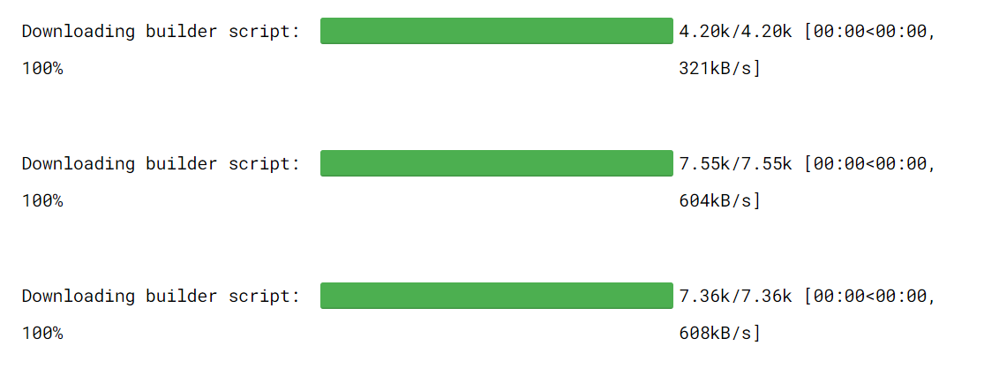 Downloading builder script: 4.20k/4.20k [00:00<00:00,
100% 321kB/s]
Downloading builder script: 7.55k/7.55k [00:00<00:00,
100% 604kB/s]
Downloading builder script: 7.36k/7.36k [00:00<00:00,
100% 608kB/s]